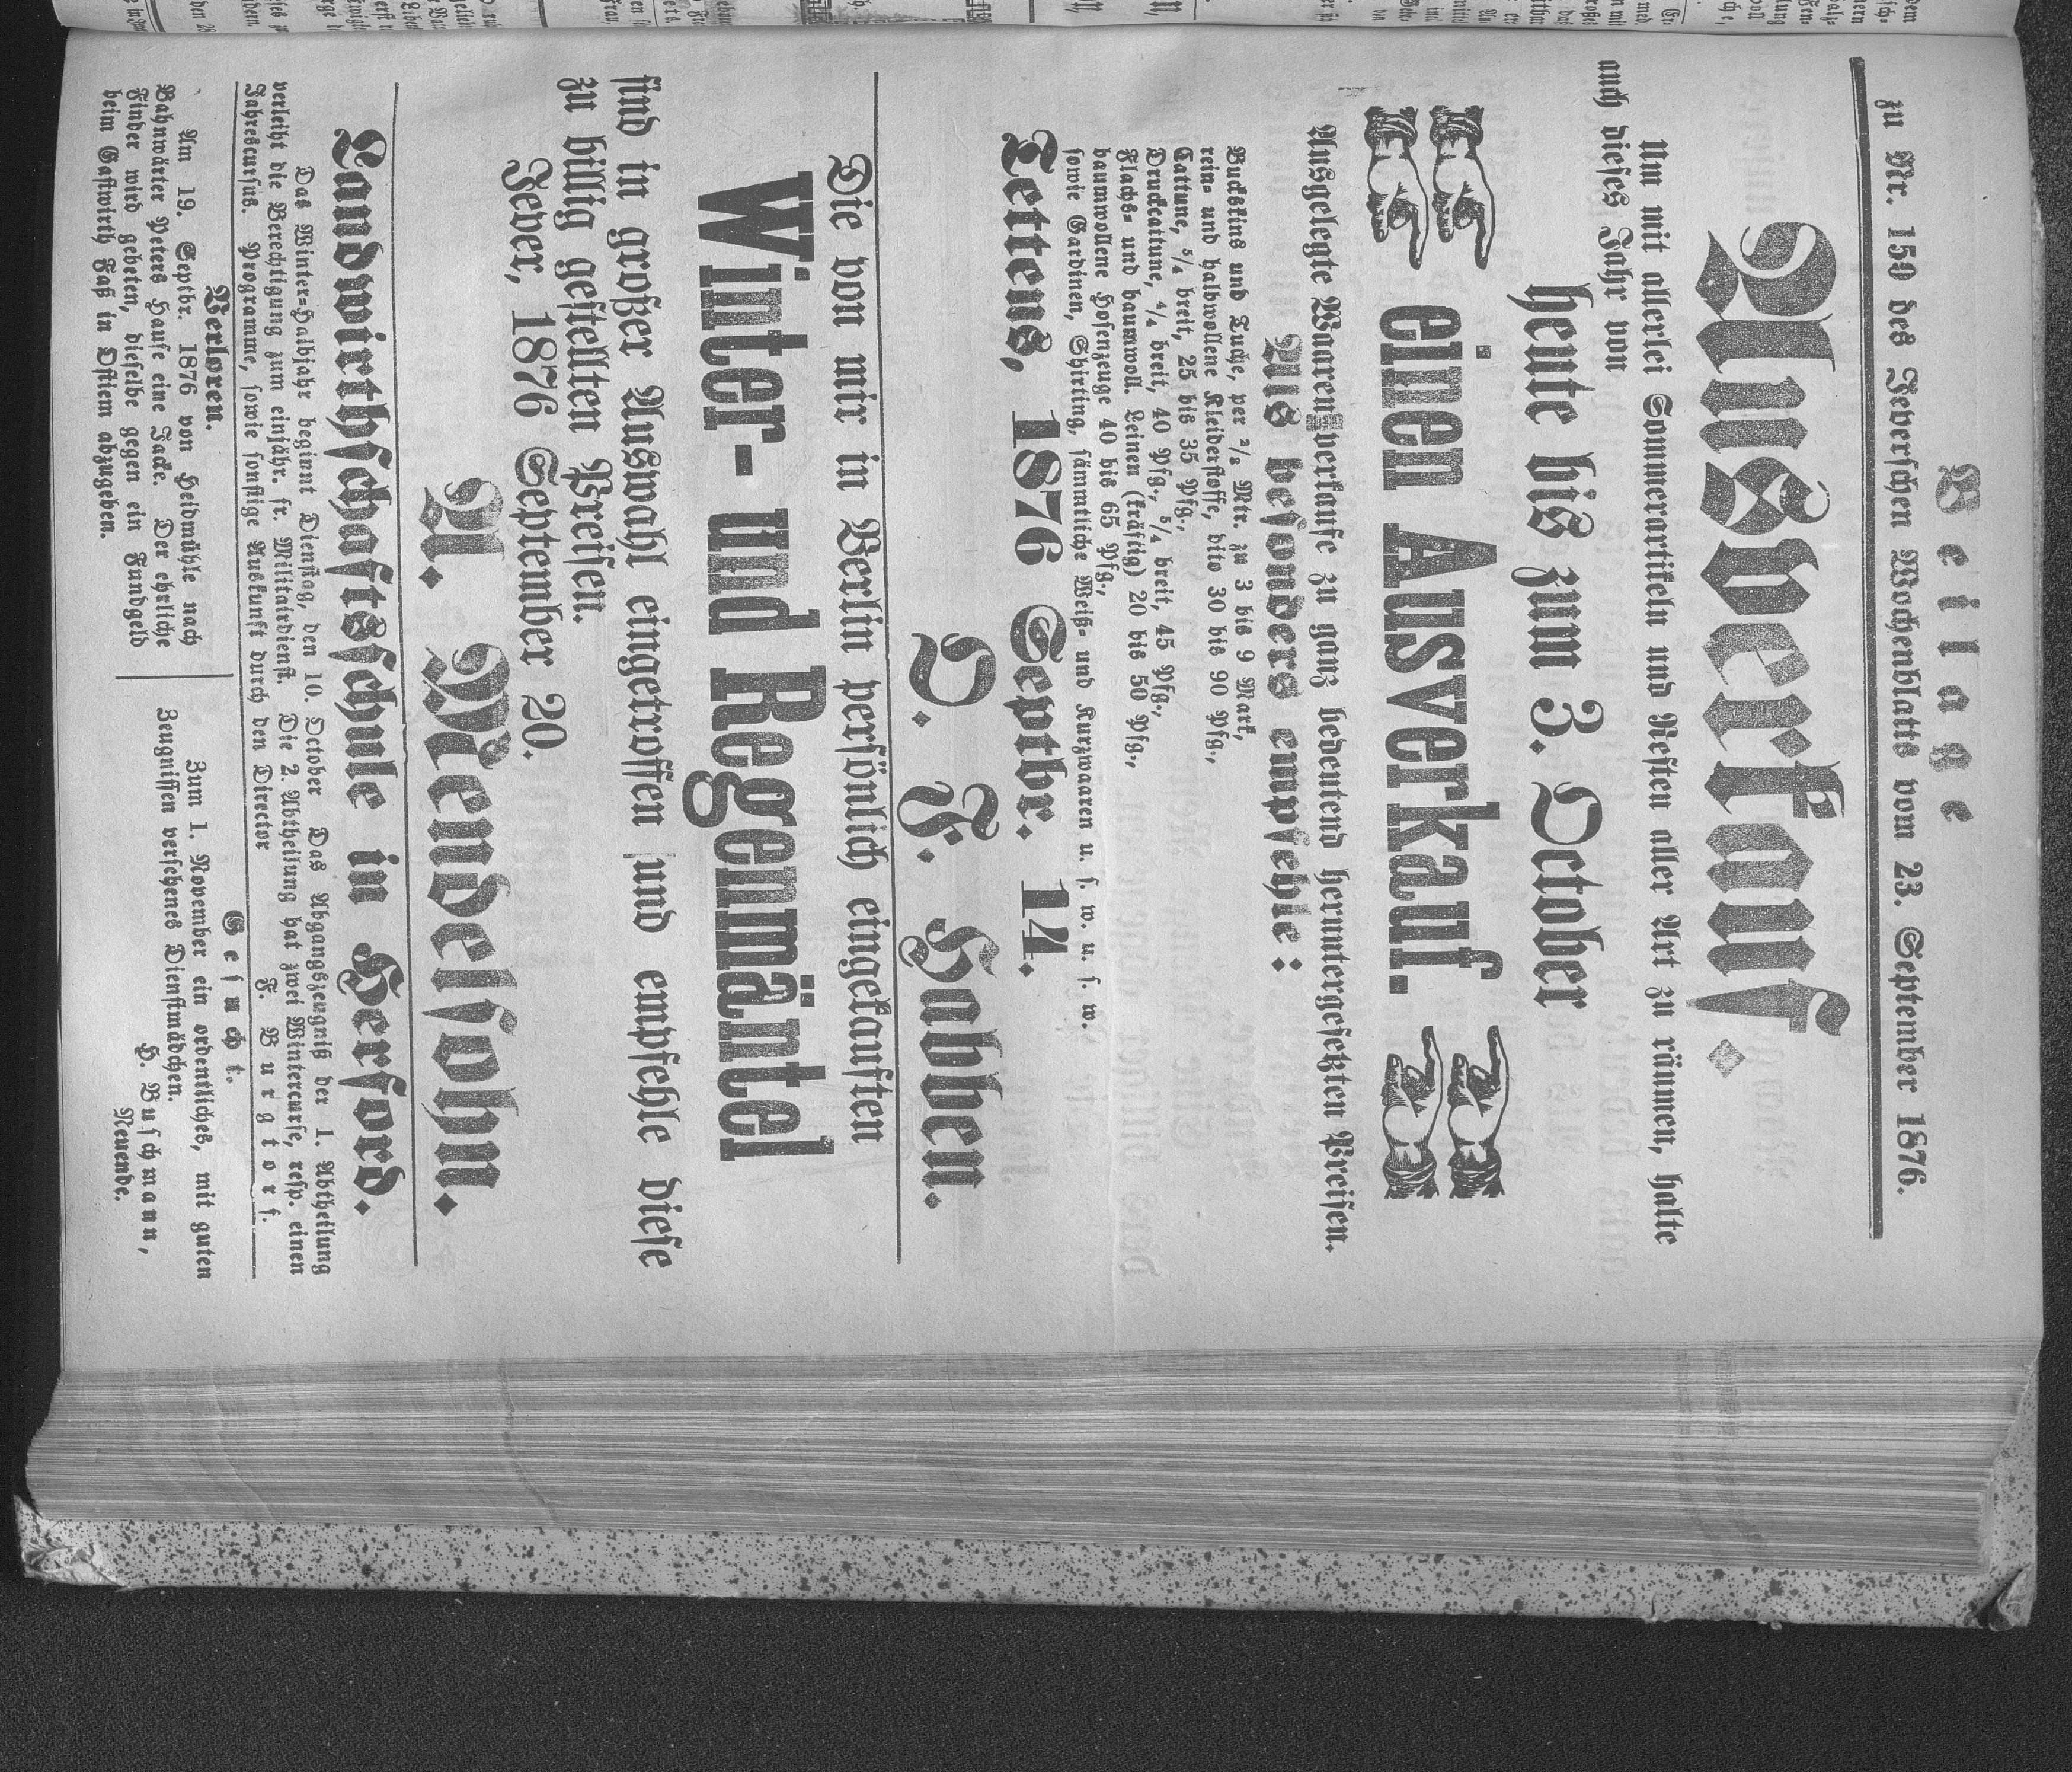 Beilage
zu Nr. 150 des Jeverschen Wochenblatts vom 23. September 1876.
Ausverkauf.
Um mit allerlei Sommerartikeln und Resten aller Art zu räumen, halte
auch dieses Jahr von
heute bis zum 3. October
einen Ausverkauf.
Ausgelegte Waaren verkaufe zu ganz bedeutend heruntergesetzten Preisen.
Aus besonders empfehle:
Buckskins und Tuche, per ⅔ Mtr. zu 3 bis 9 Mark,
rein- und halbwollene Kleiderstoffe, dito 30 bis 90 Pfg.,
Cattune, 5/4 breit, 25 bis 35 Pfg.,
Druckcattune, 4/4 breit, 40 Pfg., 5/4 breit, 45 Pfg.,
Flachs- und baumwoll. Leinen (kräftig) 20 bis 50 Pfg.,
baumwollene Hosenzeuge 40 bis 65 Pfg.,
sowie Gardinen, Shirting, sämmtliche Weiß- und Kurzwaaren u. s. w. u. s. w.
Tettens, 1876 Septbr. 14.
O. F. Habben.
Die von mir in Berlin persönlich eingekauften
Winter- und Regenmäntel
sind in großer Auswahl eingetroffen und empfehle diese
zu billig gestellten Preisen.
Jever, 1876 September 20.
A. Mendelsohn.
Landwirthschaftsschule in Herford.
Das Winter-Halbjahr beginnt Dienstag, den 10. October Das Abgangszeugniß der 1. Abtheilung
verleiht die Berechtigung zum einjähr. fr. Militairdienst. Die 2. Abtheilung hat zwei Wintercurse, resp. einen
Jahrescursus. Programme, sowie sonstige Auskunft durch den Director F. Burgtorf.
Verloren.
Am 19. Septbr. 1876 von Heidmühle nach
Bahnwärter Peters Hause eine Jacke. Der ehrliche
Finder wird gebeten, dieselbe gegen ein Fundgeld
beim Gastwirth Faß in Ostiem abzugeben.
Gesucht.
Zum 1. November ein ordentliches, mit guten
Zeugnissen versehenes Dienstmädchen.
H. Buschmann,
Neuende.